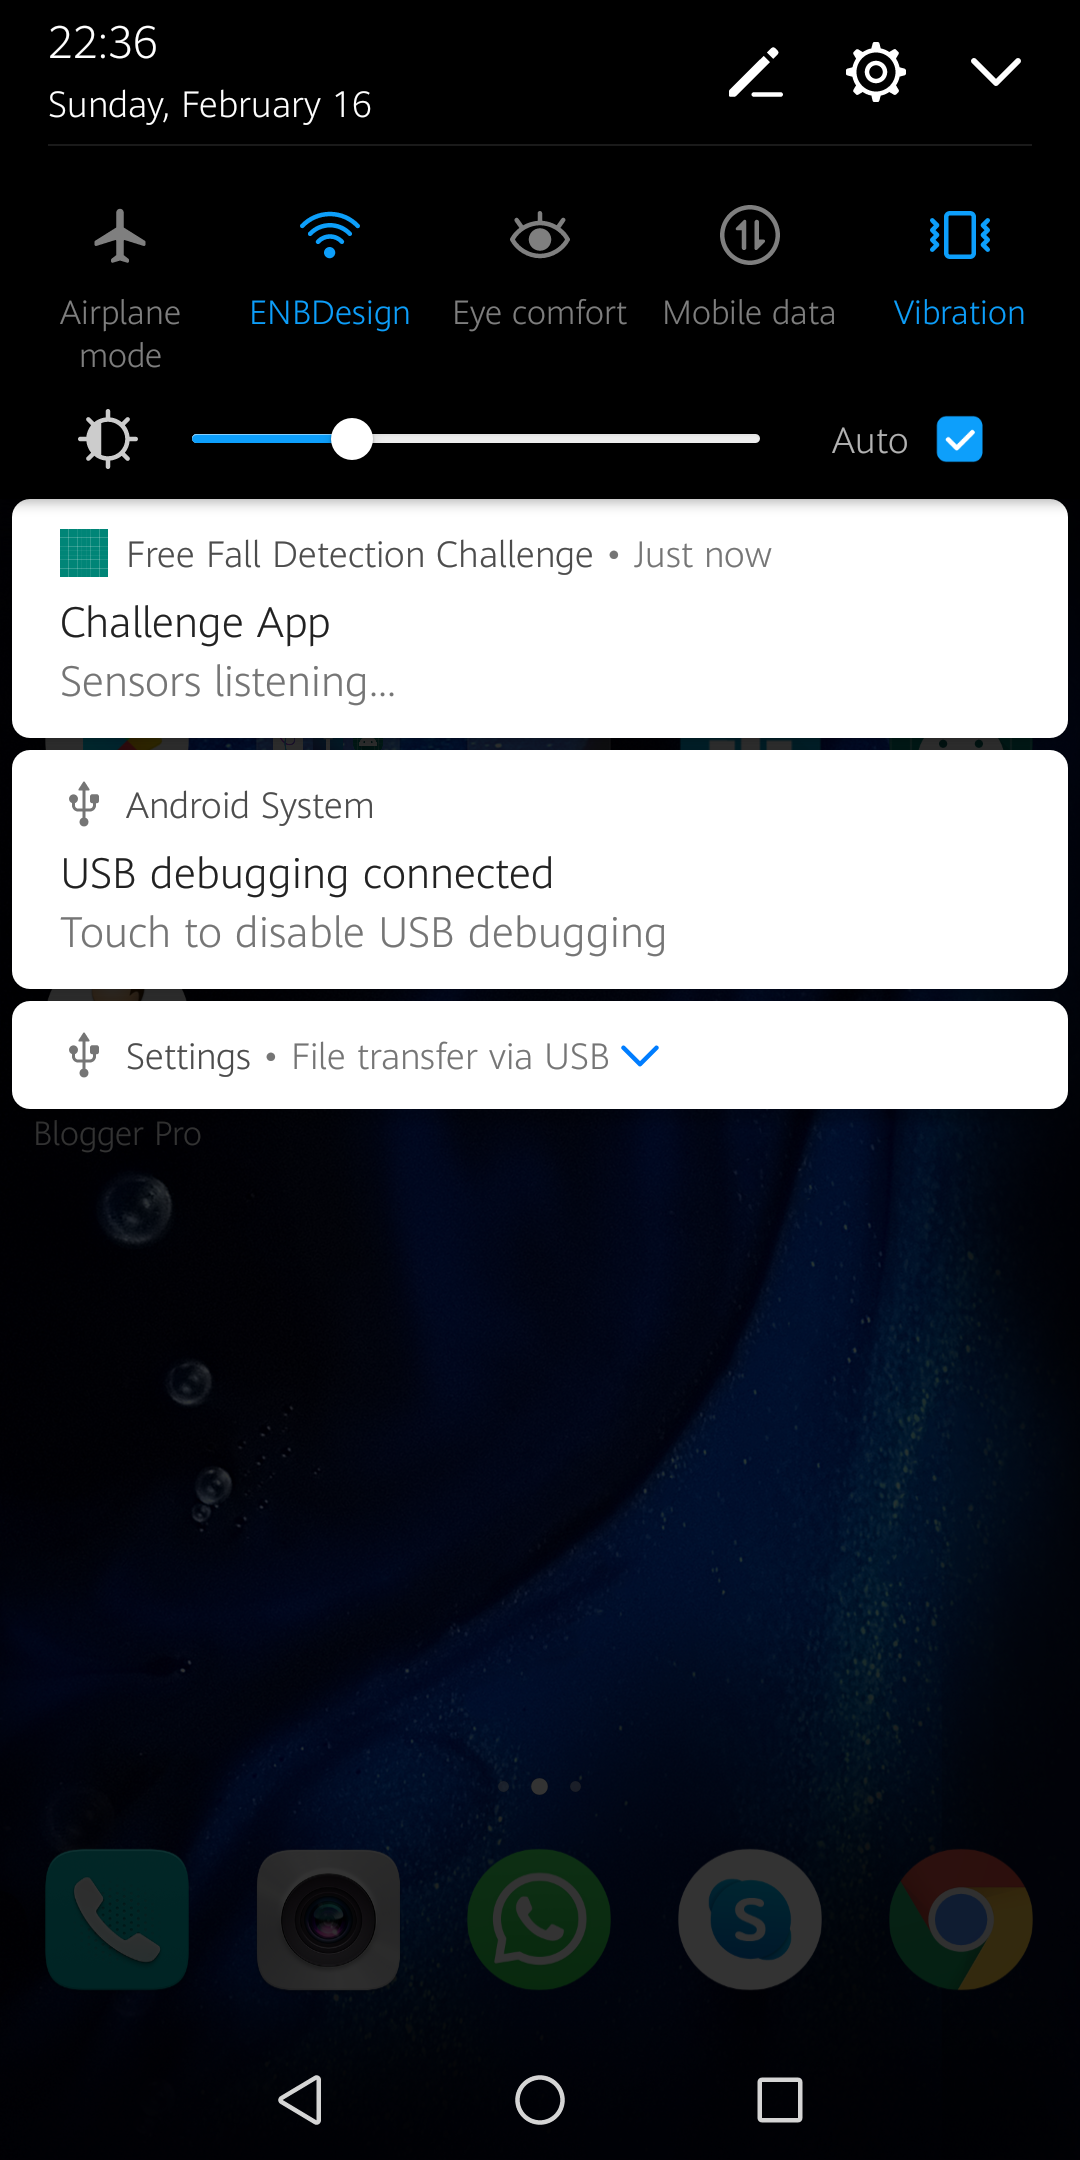 22:36
Sunday, February 16
Airplane mode
ENBDesign
Eye comfort
Mobile data
Vibration
Auto
Free Fall Detection Challenge • Just now
Challenge App
Sensors listening...
Android System
USB debugging connected
Touch to disable USB debugging
Settings • File transfer via USB
Blogger Pro
S